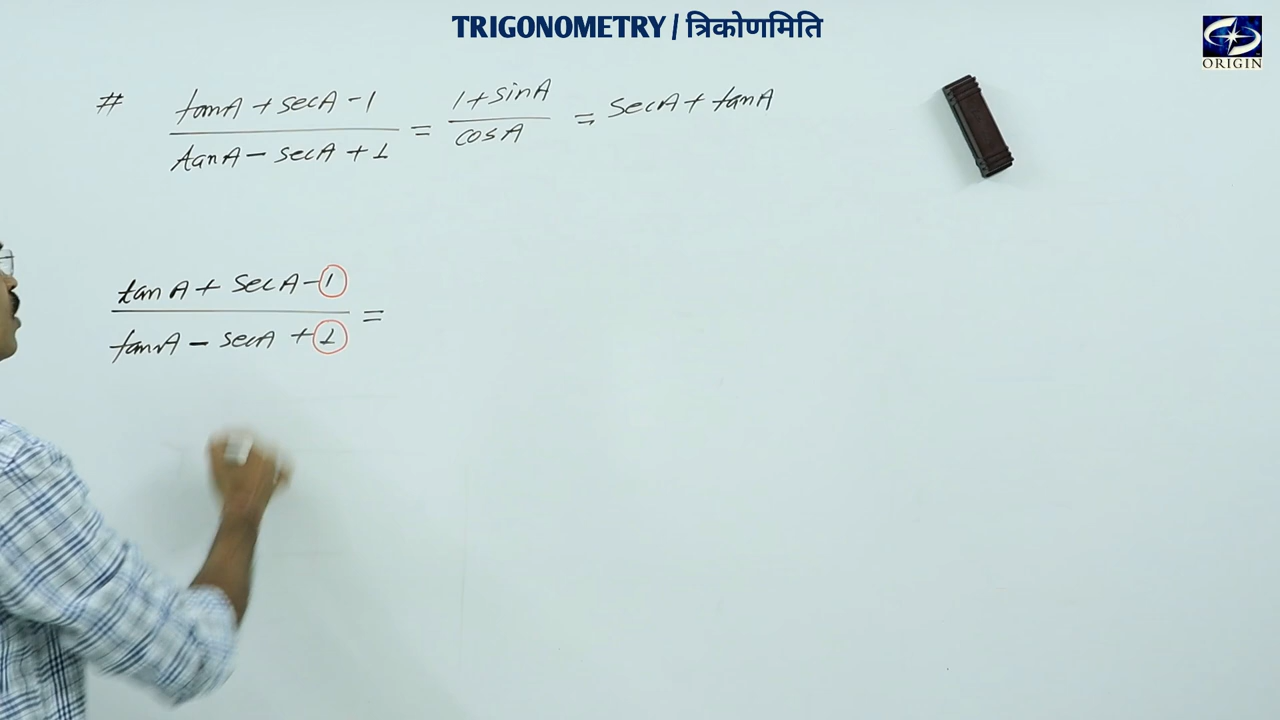 TRIGONOMETRY / त्रिकोणमिति
ORIGIN
# tanA + secA - 1 / tanA - secA + 1 = 1 + sinA / cosA = secA + tanA
tanA + secA - 1 / tanA - secA + 1 =